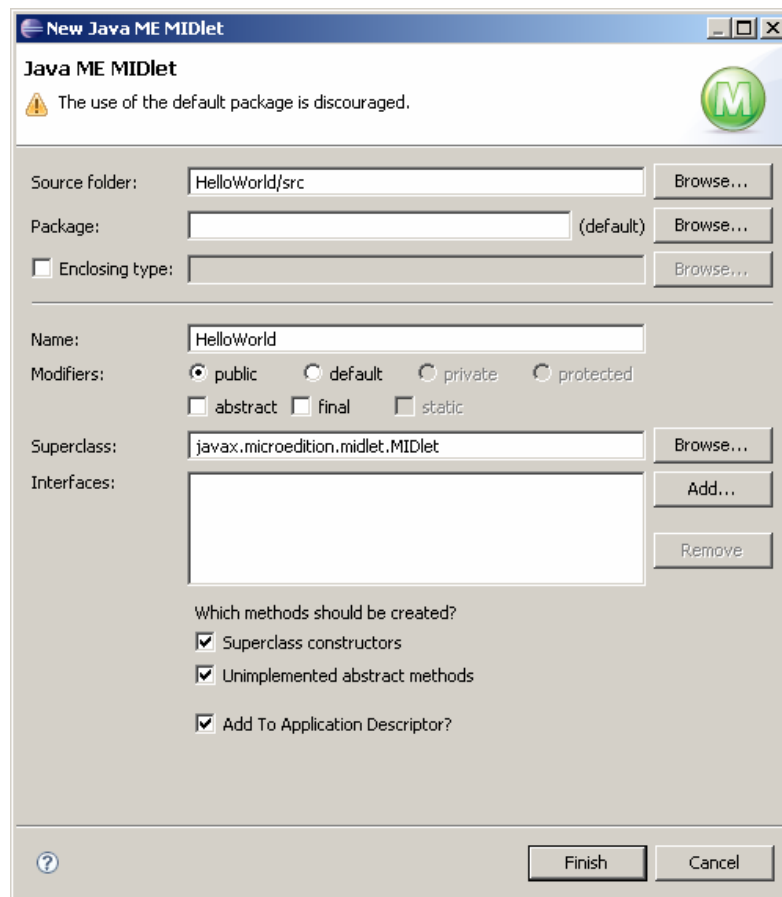 New Java ME MIDlet
Java ME MIDlet
The use of the default package is discouraged.
M
Source folder: HelloWorld/src Browse...
Package: (default) Browse...
Enclosing type: Browse...
Name: HelloWorld
Modifiers: public default private protected
abstract final static
Superclass: javax.microedition.midlet.MIDlet Browse...
Interfaces: Add...
Remove
Which methods should be created?
Superclass constructors
Unimplemented abstract methods
Add To Application Descriptor?
? Finish Cancel